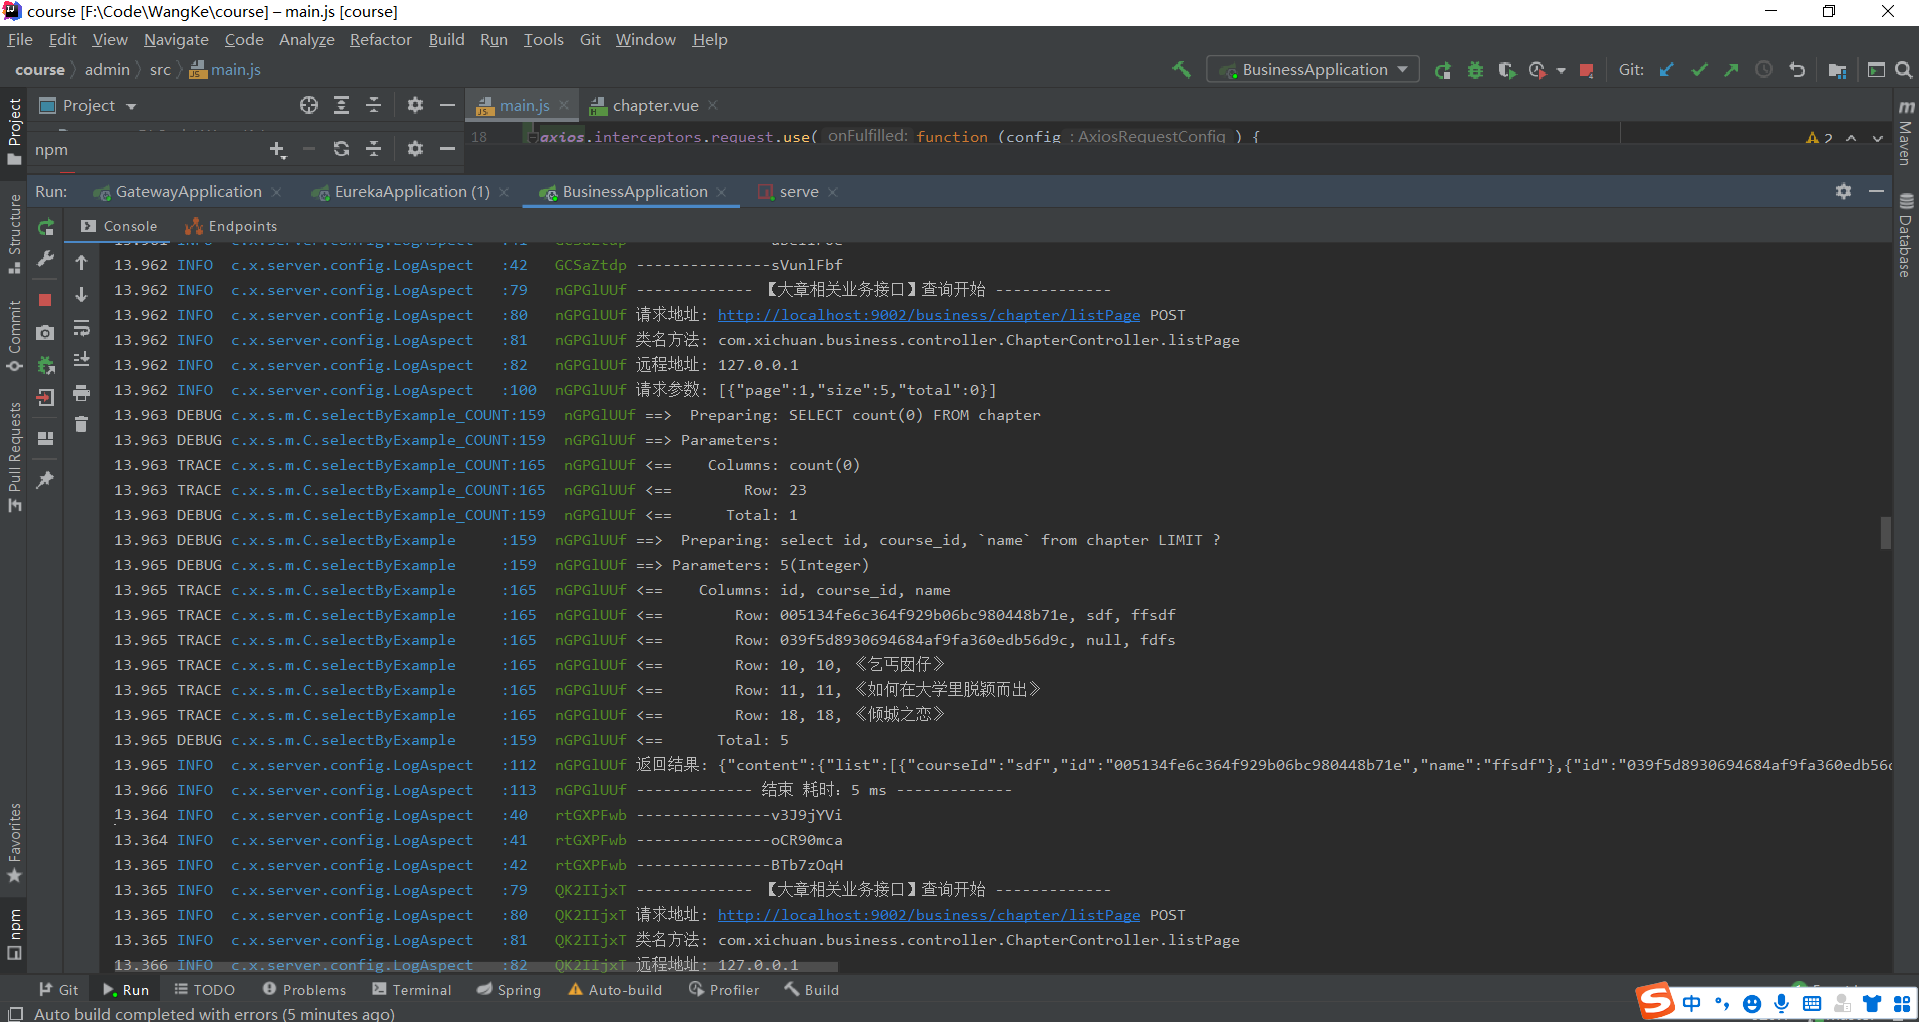 course [F:\Code\WangKe\course] – main.js [course]
File Edit View Navigate Code Analyze Refactor Build Run Tools Git Window Help
course admin src main.js
BusinessApplication
Git:
Project
main.js
chapter.vue
18 axios.interceptors.request.use( onFulfilled: function (config : AxiosRequestConfig ) {
2
npm
Run: GatewayApplication EurekaApplication (1) BusinessApplication serve
Console Endpoints
13.962 INFO c.x.server.config.LogAspect :42 GCSaZtdp ---------------sVunlFbf
13.962 INFO c.x.server.config.LogAspect :79 nGPGlUUf ------------- 【大章相关业务接口】查询开始 -------------
13.962 INFO c.x.server.config.LogAspect :80 nGPGlUUf 请求地址: http://localhost:9002/business/chapter/listPage POST
13.962 INFO c.x.server.config.LogAspect :81 nGPGlUUf 类名方法: com.xichuan.business.controller.ChapterController.listPage
13.962 INFO c.x.server.config.LogAspect :82 nGPGlUUf 远程地址: 127.0.0.1
13.962 INFO c.x.server.config.LogAspect :100 nGPGlUUf 请求参数: [{"page":1,"size":5,"total":0}]
13.963 DEBUG c.x.s.m.C.selectByExample_COUNT:159 nGPGlUUf ==> Preparing: SELECT count(0) FROM chapter
13.963 DEBUG c.x.s.m.C.selectByExample_COUNT:159 nGPGlUUf ==> Parameters:
13.963 TRACE c.x.s.m.C.selectByExample_COUNT:165 nGPGlUUf <== Columns: count(0)
13.963 TRACE c.x.s.m.C.selectByExample_COUNT:165 nGPGlUUf <== Row: 23
13.963 DEBUG c.x.s.m.C.selectByExample_COUNT:159 nGPGlUUf <== Total: 1
13.963 DEBUG c.x.s.m.C.selectByExample :159 nGPGlUUf ==> Preparing: select id, course_id, `name` from chapter LIMIT ?
13.965 DEBUG c.x.s.m.C.selectByExample :159 nGPGlUUf ==> Parameters: 5(Integer)
13.965 TRACE c.x.s.m.C.selectByExample :165 nGPGlUUf <== Columns: id, course_id, name
13.965 TRACE c.x.s.m.C.selectByExample :165 nGPGlUUf <== Row: 005134fe6c364f929b06bc980448b71e, sdf, ffsdf
13.965 TRACE c.x.s.m.C.selectByExample :165 nGPGlUUf <== Row: 039f5d8930694684af9fa360edb56d9c, null, fdfs
13.965 TRACE c.x.s.m.C.selectByExample :165 nGPGlUUf <== Row: 10, 10, 《乞丐囡仔》
13.965 TRACE c.x.s.m.C.selectByExample :165 nGPGlUUf <== Row: 11, 11, 《如何在大学里脱颖而出》
13.965 TRACE c.x.s.m.C.selectByExample :165 nGPGlUUf <== Row: 18, 18, 《倾城之恋》
13.965 DEBUG c.x.s.m.C.selectByExample :159 nGPGlUUf <== Total: 5
13.965 INFO c.x.server.config.LogAspect :112 nGPGlUUf 返回结果: {"content":{"list":[{"courseId":"sdf","id":"005134fe6c364f929b06bc980448b71e","name":"ffsdf"},{"id":"039f5d8930694684af9fa360edb56d
13.966 INFO c.x.server.config.LogAspect :113 nGPGlUUf ------------- 结束 耗时: 5 ms -------------
13.364 INFO c.x.server.config.LogAspect :40 rtGXPFwb ---------------v3J9jYVi
13.364 INFO c.x.server.config.LogAspect :41 rtGXPFwb ---------------oCR90mca
13.365 INFO c.x.server.config.LogAspect :42 rtGXPFwb ---------------BTb7zOqH
13.365 INFO c.x.server.config.LogAspect :79 QK2IIjxT ------------- 【大章相关业务接口】查询开始 -------------
13.365 INFO c.x.server.config.LogAspect :80 QK2IIjxT 请求地址: http://localhost:9002/business/chapter/listPage POST
13.365 INFO c.x.server.config.LogAspect :81 QK2IIjxT 类名方法: com.xichuan.business.controller.ChapterController.listPage
13.366 INFO c.x.server.config.LogAspect :82 QK2IIjxT 远程地址: 127.0.0.1
Project
Structure
Commit
Pull Requests
Favorites
npm
Maven
Database
Git Run TODO Problems Terminal Spring Auto-build Profiler Build
Auto build completed with errors (5 minutes ago)
中